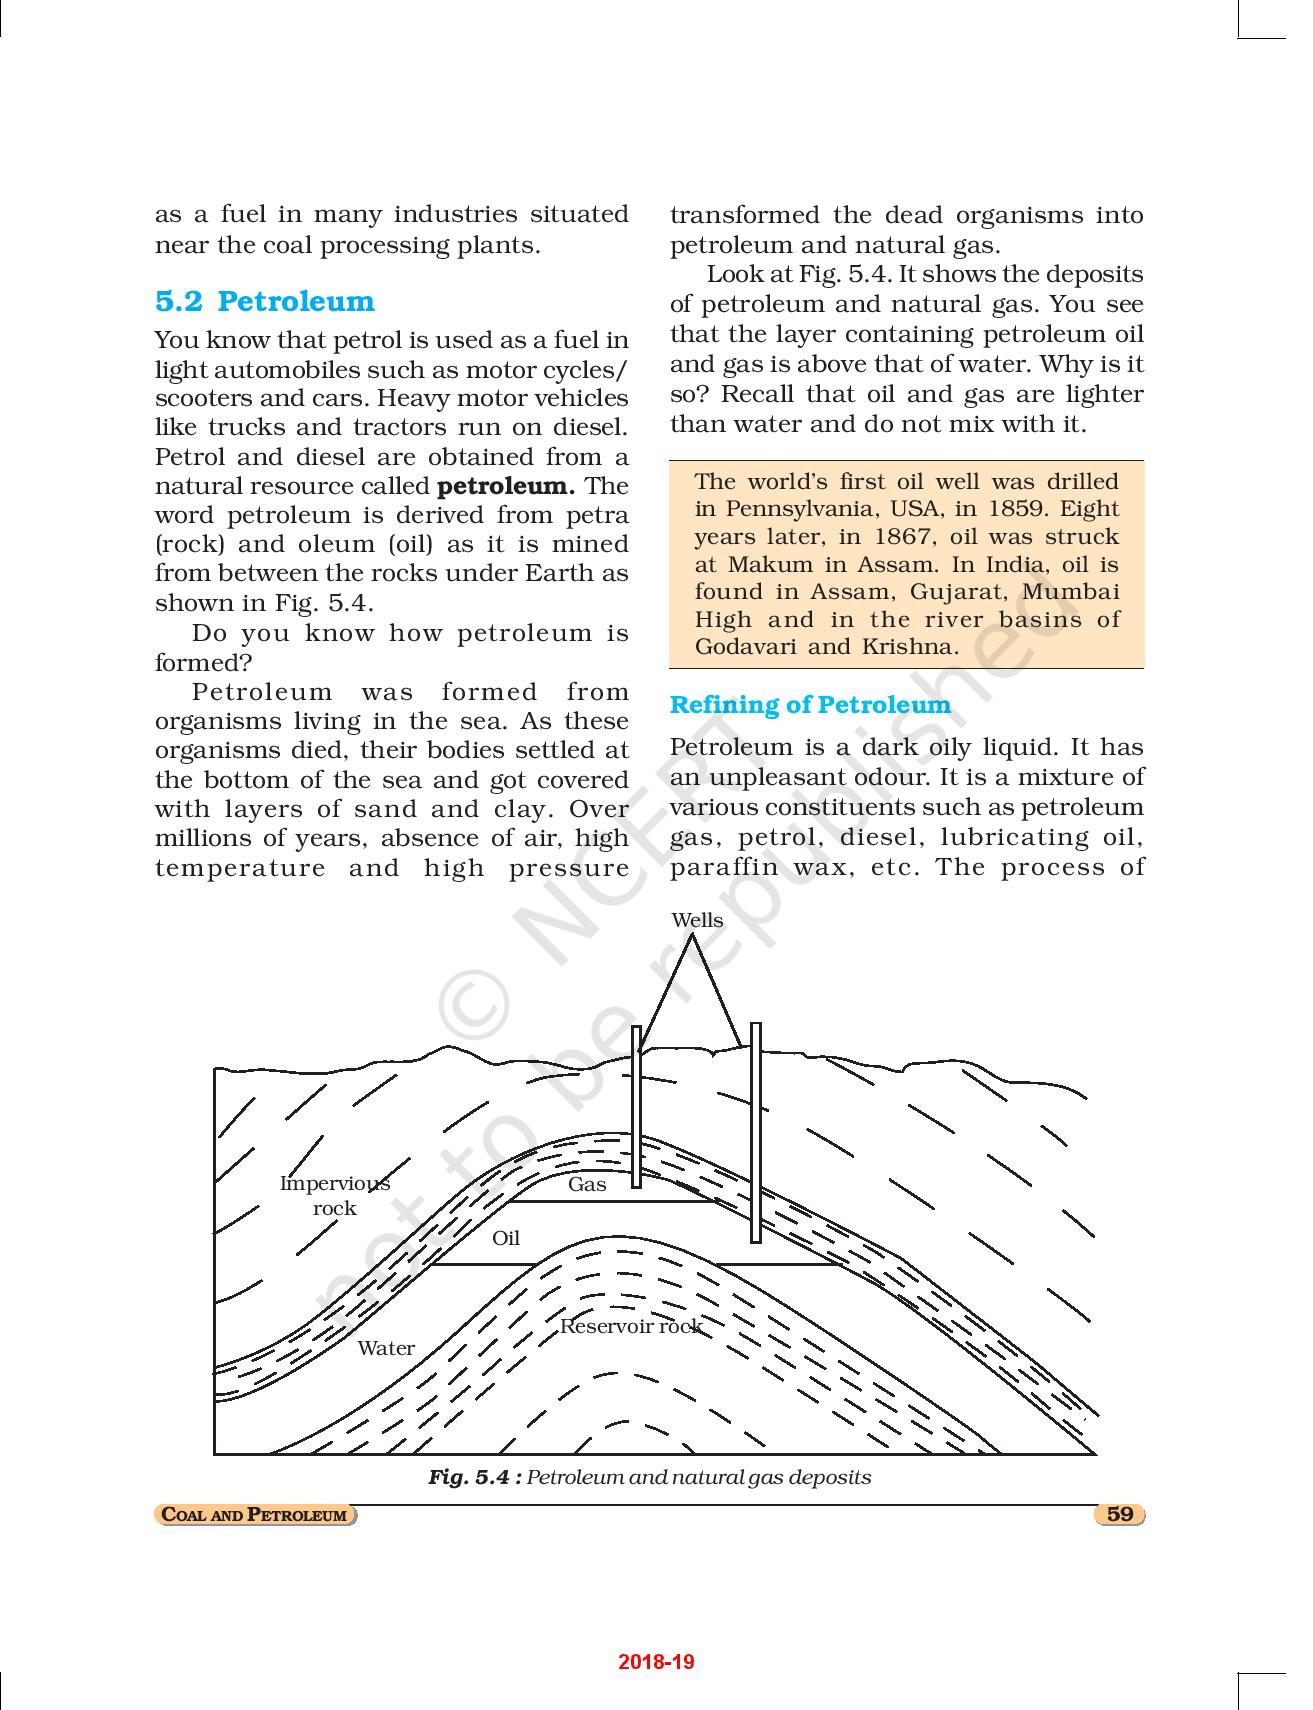 as a fuel in many industries situated
near the coal processing plants.
5.2 Petroleum
You know that petrol is used as a fuel in
light automobiles such as motor cycles/
scooters and cars. Heavy motor vehicles
like trucks and tractors run on diesel.
Petrol and diesel are obtained from a
natural resource called petroleum. The
word petroleum is derived from petra
(rock) and oleum (oil) as it is mined
from between the rocks under Earth as
shown in Fig. 5.4.
Do you know how petroleum is
formed?
Petroleum was formed from
organisms living in the sea. As these
organisms died, their bodies settled at
the bottom of the sea and got covered
with layers of sand and clay. Over
millions of years, absence of air, high
temperature and high pressure
transformed the dead organisms into
petroleum and natural gas.
Look at Fig. 5.4. It shows the deposits
of petroleum and natural gas. You see
that the layer containing petroleum oil
and gas is above that of water. Why is it
so? Recall that oil and gas are lighter
than water and do not mix with it.
The world's first oil well was drilled
in Pennsylvania, USA, in 1859. Eight
years later, in 1867, oil was struck
at Makum in Assam. In India, oil is
found in Assam, Gujarat, Mumbai
High and in the river basins of
Godavari and Krishna.
Refining of Petroleum
Petroleum is a dark oily liquid. It has
an unpleasant odour. It is a mixture of
various constituents such as petroleum
gas, petrol, diesel, lubricating oil,
paraffin wax, etc. The process of
© NCERT
not to be republished
Wells
Impervious
rock
Gas
Oil
Reservoir rock
Water
Fig. 5.4 : Petroleum and natural gas deposits
COAL AND PETROLEUM
59
2018-19